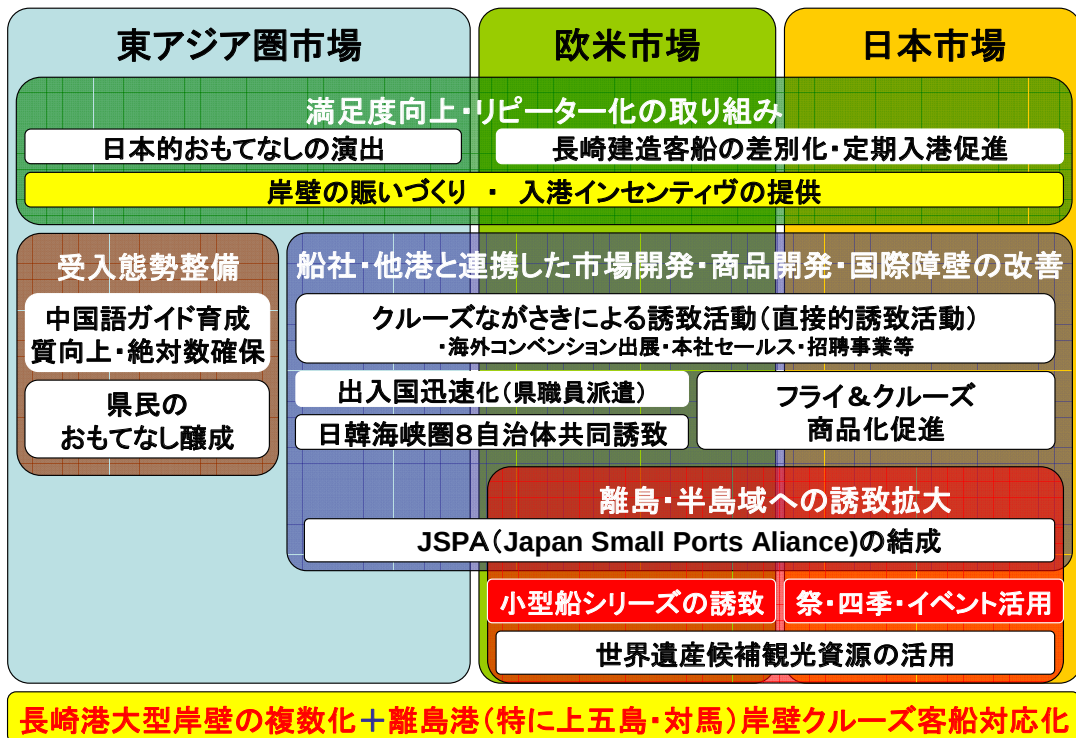 東アジア圏市場
欧米市場
日本市場
満足度向上・リピーター化の取り組み
日本的おもてなしの演出
長崎建造客船の差別化・定期入港促進
岸壁の賑いづくり ・ 入港インセンティヴの提供
受入態勢整備
中国語ガイド育成
質向上・絶対数確保
県民の
おもてなし醸成
船社・他港と連携した市場開発・商品開発・国際障壁の改善
クルーズながさきによる誘致活動（直接的誘致活動）
・海外コンベンション出展・本社セールス・招聘事業等
出入国迅速化（県職員派遣）
日韓海峡圏８自治体共同誘致
フライ＆クルーズ
商品化促進
離島・半島域への誘致拡大
JSPA（Japan Small Ports Aliance)の結成
小型船シリーズの誘致
祭・四季・イベント活用
世界遺産候補観光資源の活用
長崎港大型岸壁の複数化＋離島港（特に上五島・対馬）岸壁クルーズ客船対応化